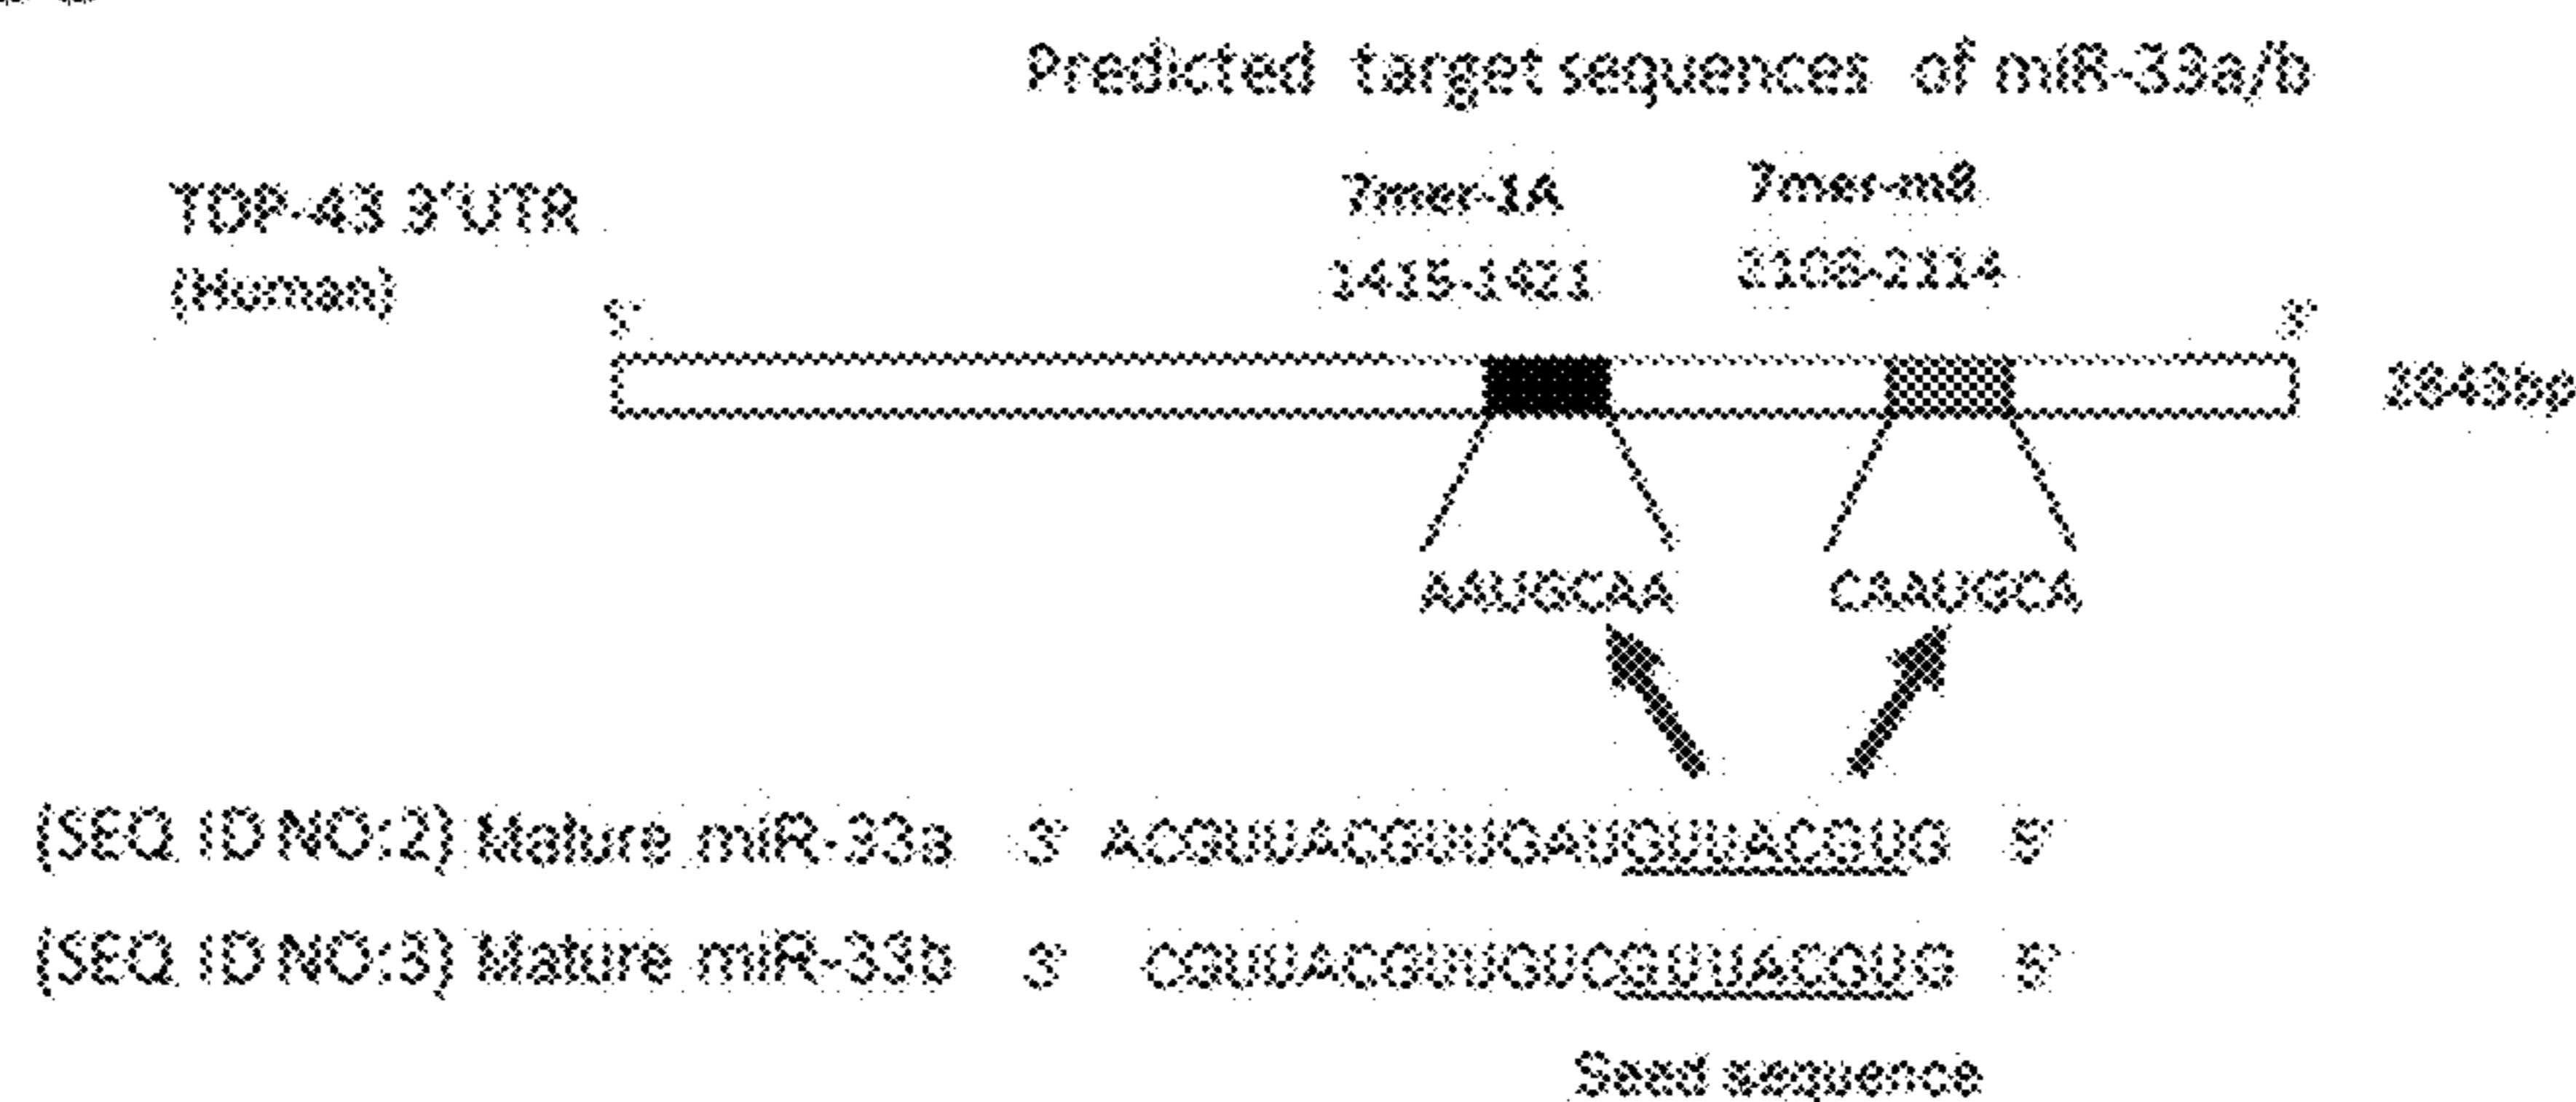 Predicted target sequences of miR-33a/b
7mer-1A 7mer-m8
TDP-43 3'UTR
1415-1421 2108-2114
(Human)
5' 3'
2843bp
AAUGCAA CAAUGCA
(SEQ ID NO:2) Mature miR-33a 3' ACGUUACGUUGAUGUUACGUG 5'
(SEQ ID NO:3) Mature miR-33b 3' CGUUACGUUGUCGUUACGUG 5'
Seed sequence